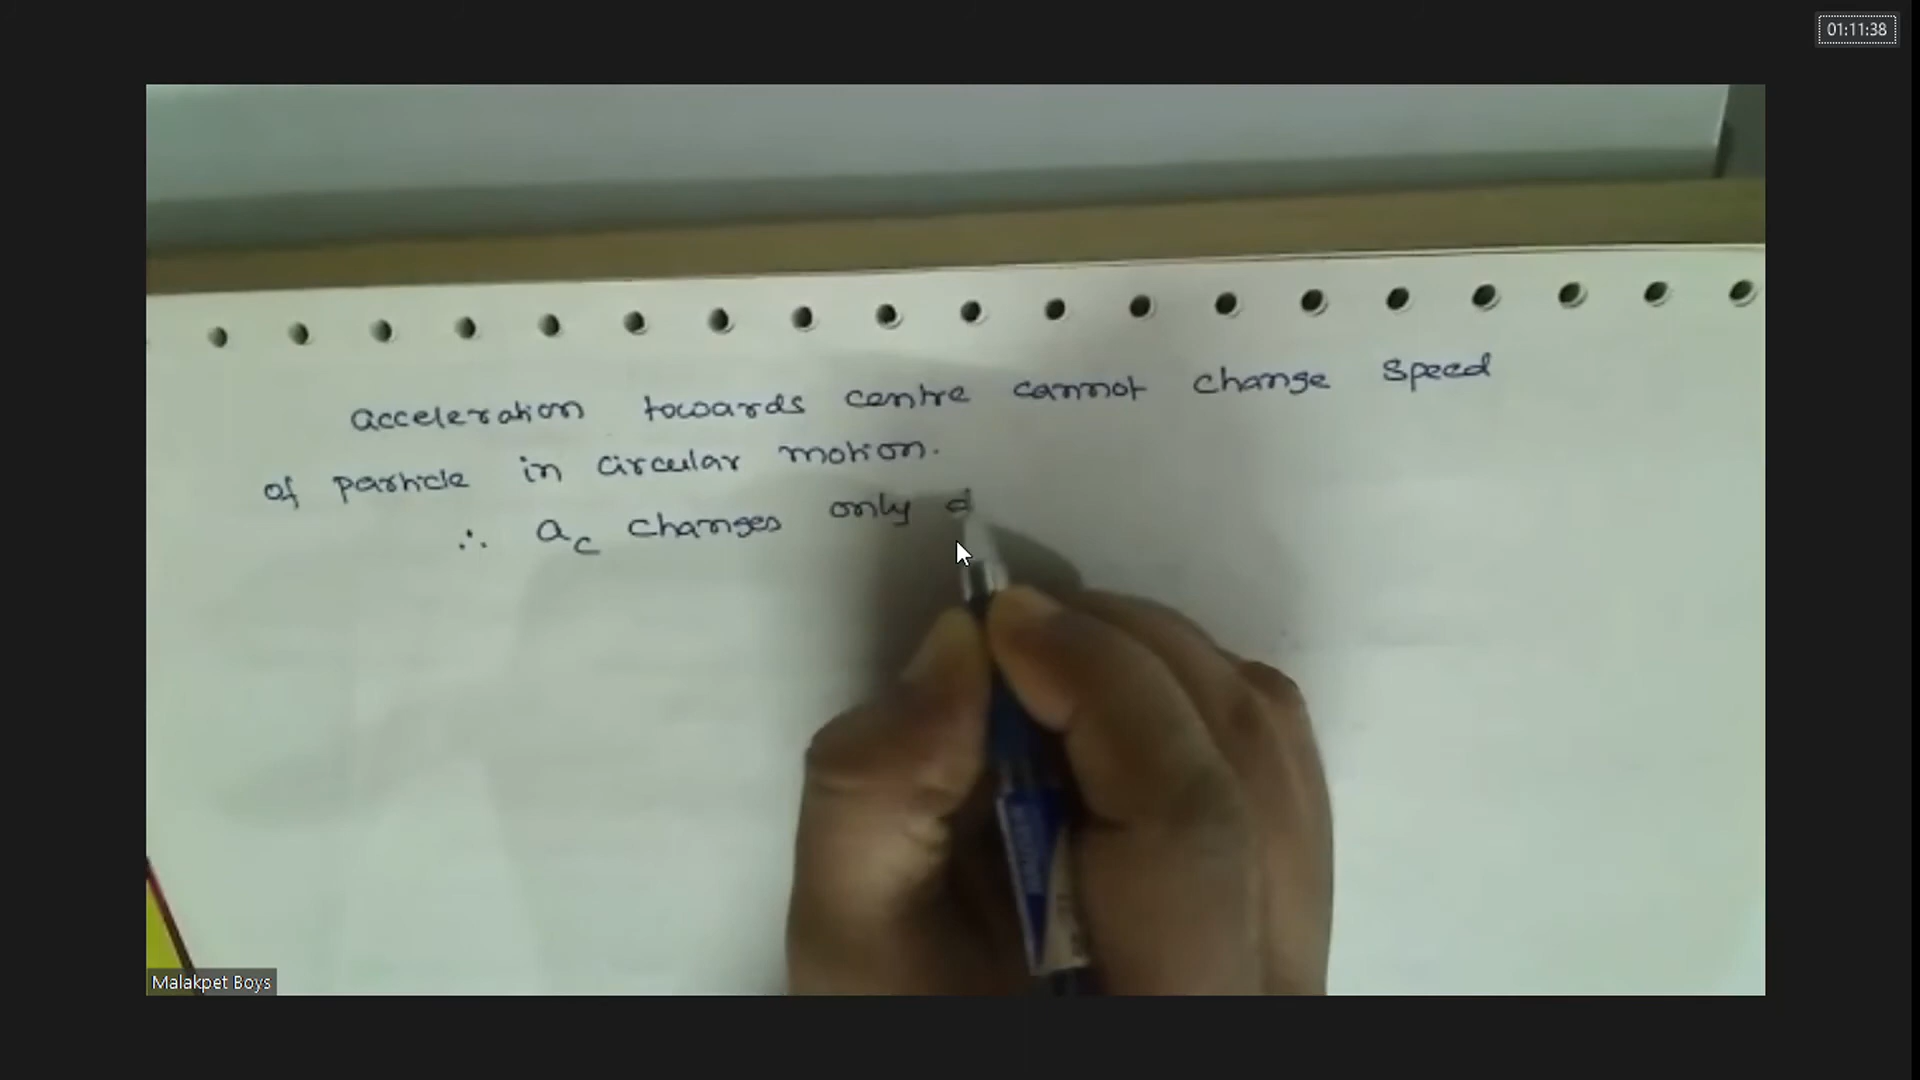 01:11:38
acceleration towards centre cannot change speed
of particle in circular motion.
∴ a_c changes only d
Malakpet Boys